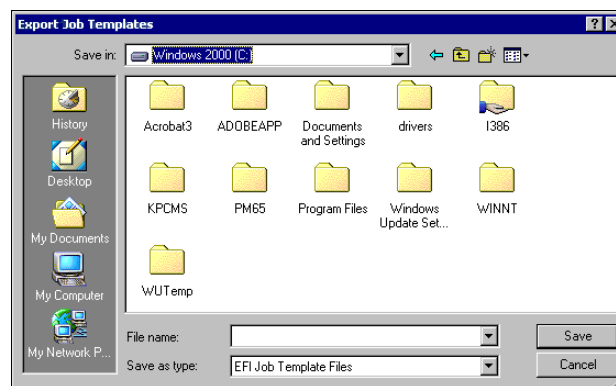 Export Job Templates
Save in:
Windows 2000 (C:)
History
Desktop
My Documents
My Computer
My Network P...
Acrobat3
ADOBEAPP
Documents
and Settings
drivers
I386
KPCMS
PM65
Program Files
Windows
Update Set...
WINNT
WUTemp
File name:
Save
Save as type:
EFI Job Template Files
Cancel